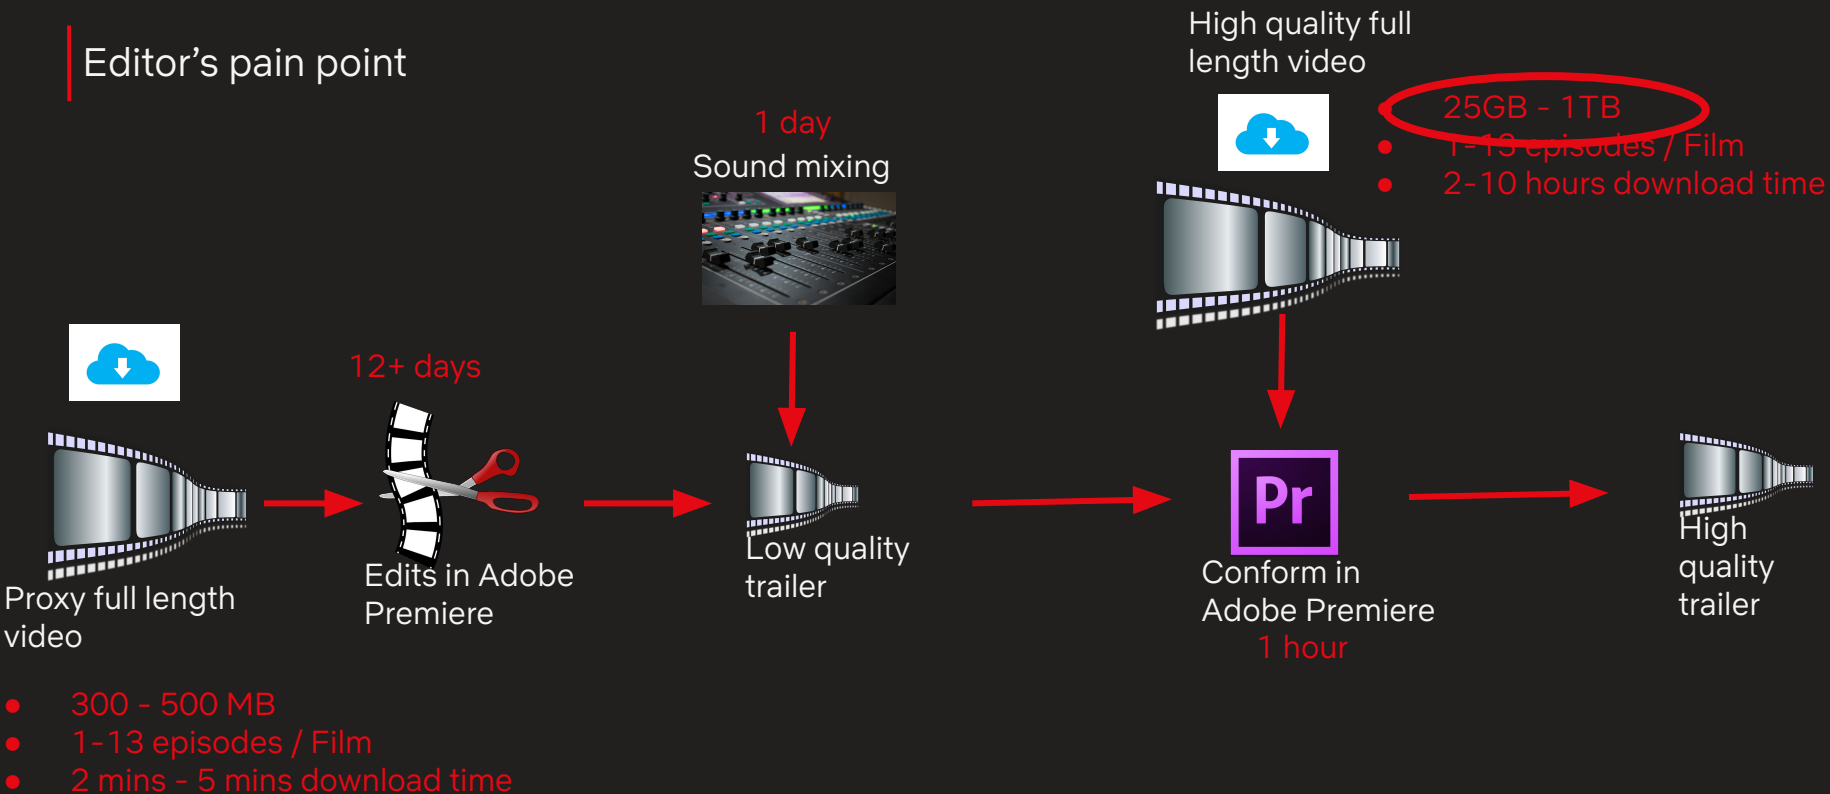 Editor's pain point
High quality full
length video
25GB - 1TB
1-13 episodes / Film
2-10 hours download time
1 day
Sound mixing
12+ days
Proxy full length
video
Edits in Adobe
Premiere
Low quality
trailer
Pr
Conform in
Adobe Premiere
1 hour
High
quality
trailer
300 - 500 MB
1-13 episodes / Film
2 mins - 5 mins download time